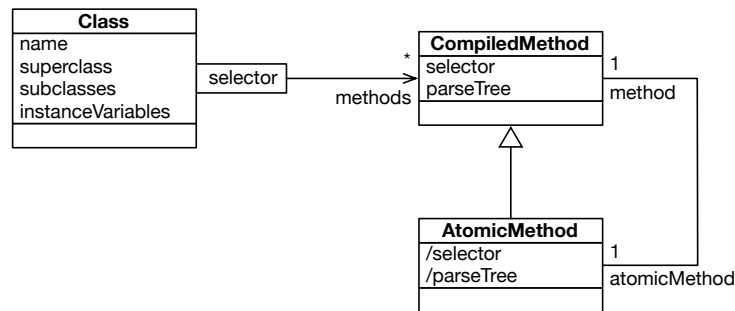 Class
name
superclass
subclasses
instanceVariables
selector
*
methods
CompiledMethod
selector
parseTree
1
method
AtomicMethod
/selector
/parseTree
1
atomicMethod